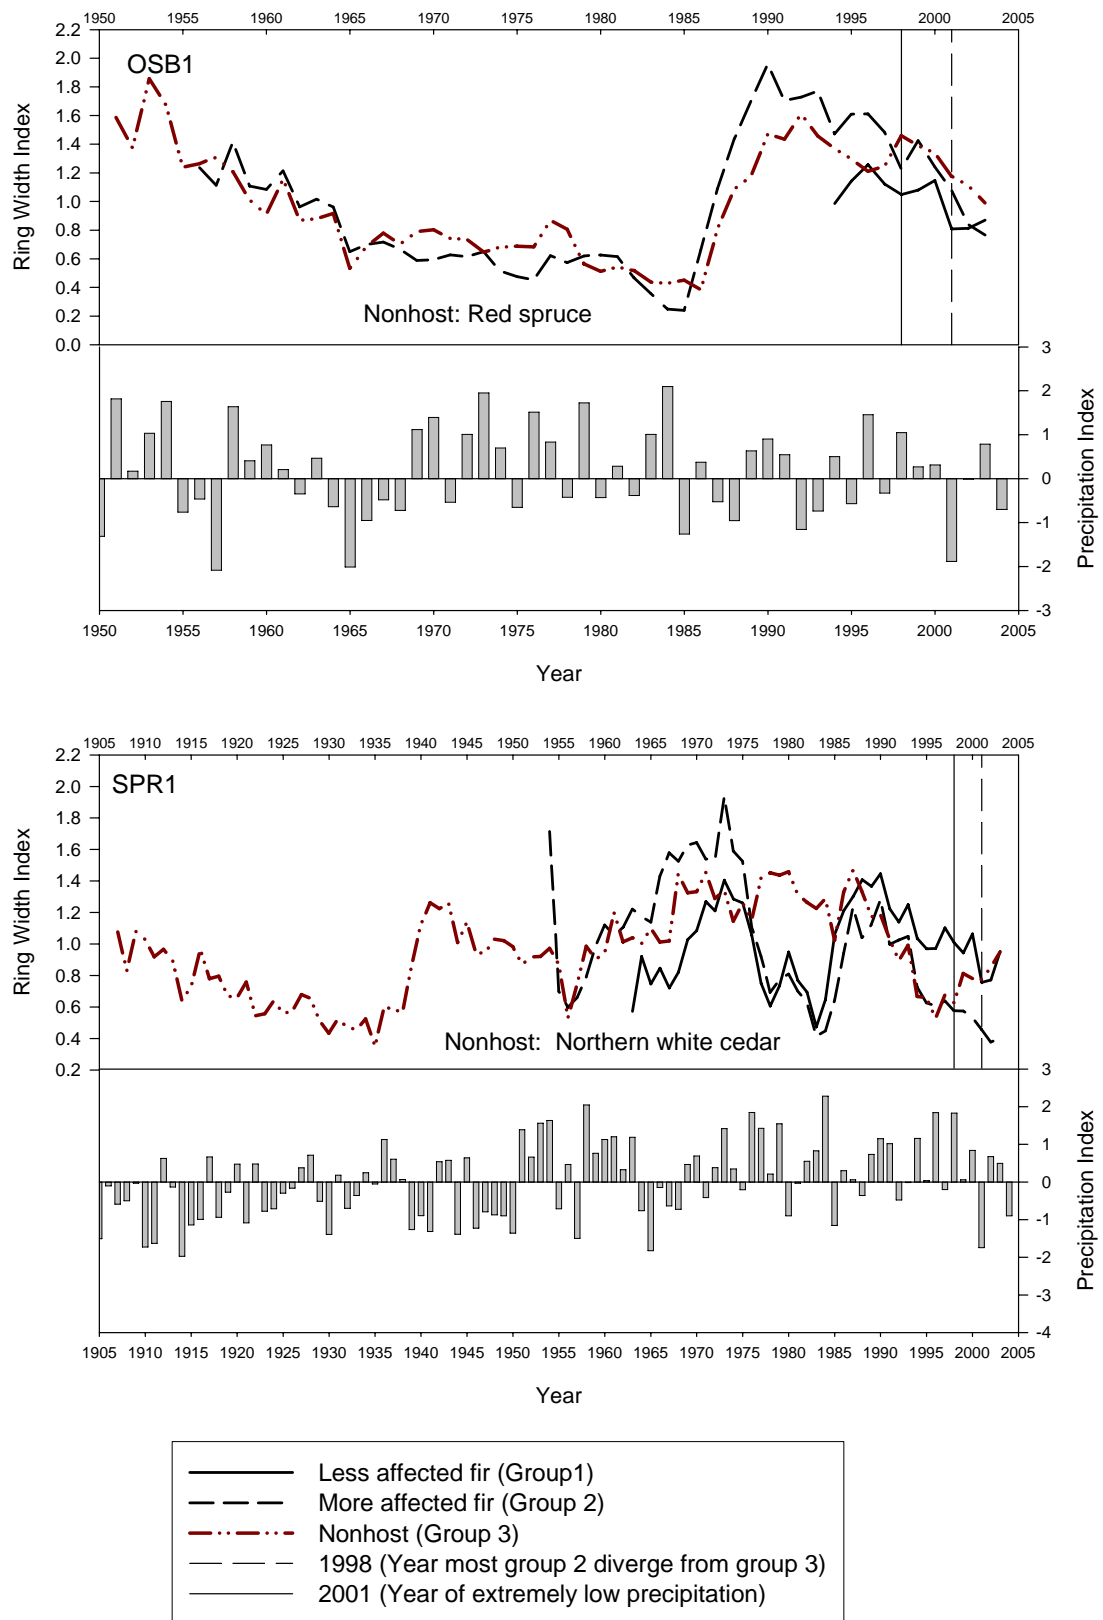 1950 1955 1960 1965 1970 1975 1980 1985 1990 1995 2000 2005
2.2
2.0
1.8
1.6
1.4
1.2
1.0
0.8
0.6
0.4
0.2
0.0
Ring Width Index
OSB1
Nonhost: Red spruce
3
2
1
0
-1
-2
-3
Precipitation Index
1950 1955 1960 1965 1970 1975 1980 1985 1990 1995 2000 2005
Year
1905 1910 1915 1920 1925 1930 1935 1940 1945 1950 1955 1960 1965 1970 1975 1980 1985 1990 1995 2000 2005
2.2
2.0
1.8
1.6
1.4
1.2
1.0
0.8
0.6
0.4
0.2
Ring Width Index
SPR1
Nonhost: Northern white cedar
3
2
1
0
-1
-2
-3
-4
Precipitation Index
1905 1910 1915 1920 1925 1930 1935 1940 1945 1950 1955 1960 1965 1970 1975 1980 1985 1990 1995 2000 2005
Year
Less affected fir (Group1)
More affected fir (Group 2)
Nonhost (Group 3)
1998 (Year most group 2 diverge from group 3)
2001 (Year of extremely low precipitation)